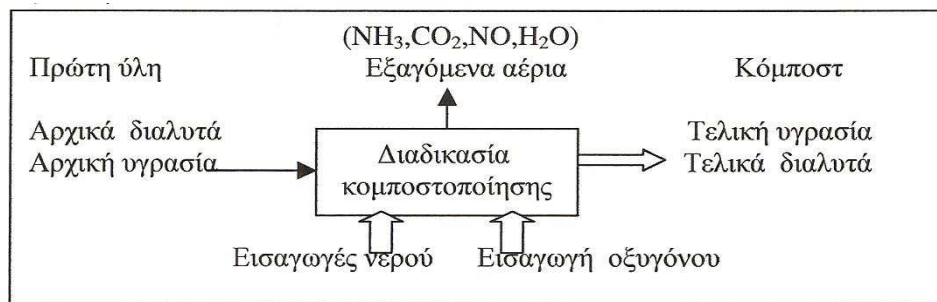 (NH₃,CO₂,NO,H₂O)
Πρώτη ύλη Εξαγόμενα αέρια Κόμποστ
Αρχικά διαλυτά Τελική υγρασία
Αρχική υγρασία Διαδικασία Τελικά διαλυτά
κομποστοποίησης
Εισαγωγές νερού Εισαγωγή οξυγόνου